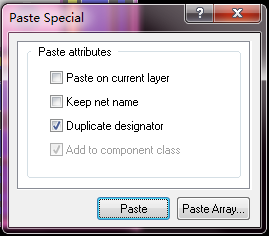 Paste Special
Paste attributes
Paste on current layer
Keep net name
Duplicate designator
Add to component class
Paste
Paste Array...